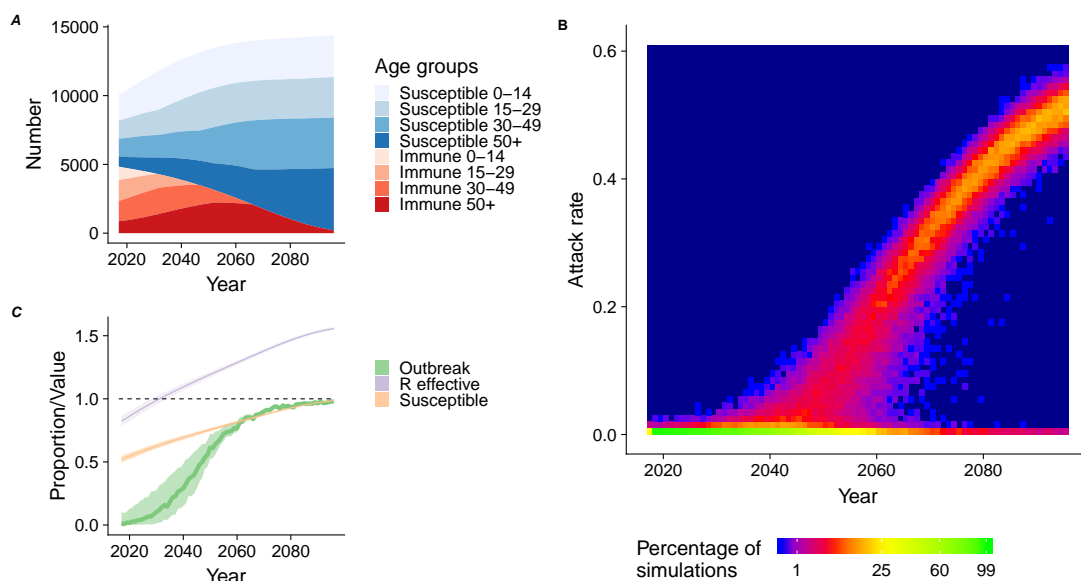 A
15000
10000
5000
0
Number
2020 2040 2060 2080
Year
Age groups
Susceptible 0−14
Susceptible 15−29
Susceptible 30−49
Susceptible 50+
Immune 0−14
Immune 15−29
Immune 30−49
Immune 50+
C
1.5
1.0
0.5
0.0
Proportion/Value
2020 2040 2060 2080
Year
Outbreak
R effective
Susceptible
B
0.6
0.4
0.2
0.0
Attack rate
2020 2040 2060 2080
Year
Percentage of
simulations
1 25 60 99